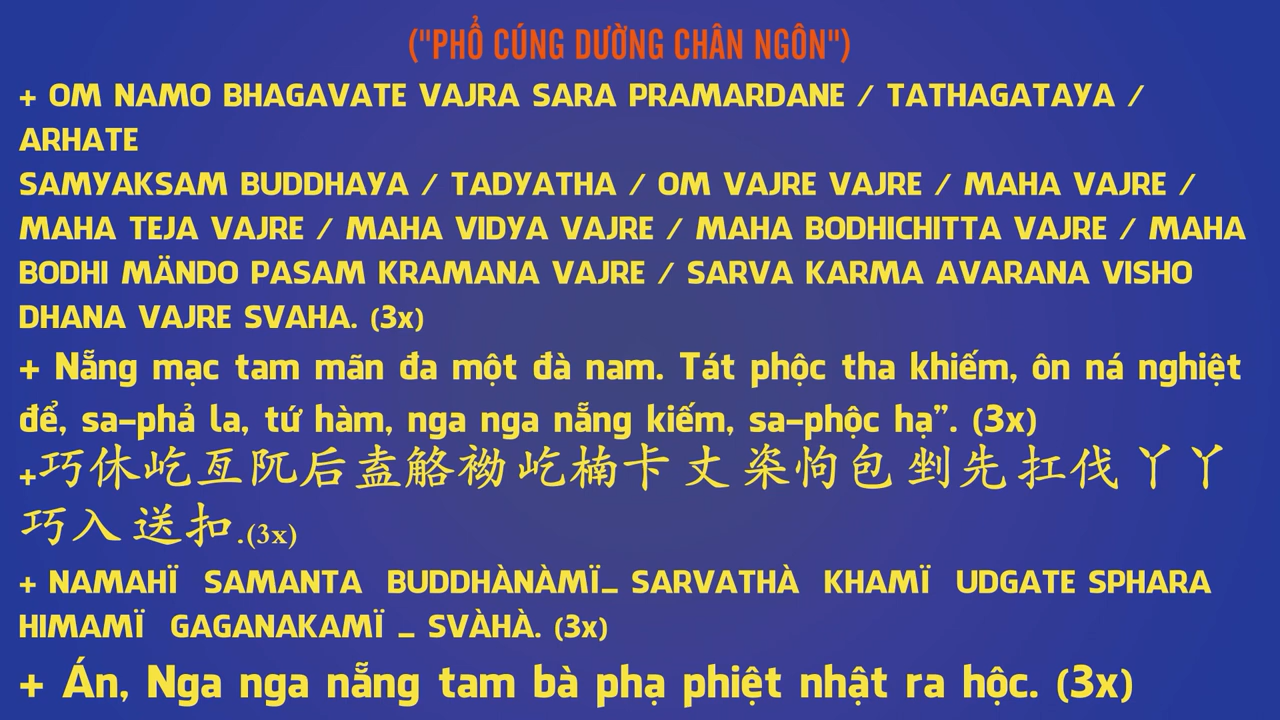 ("PHỔ CÚNG DƯỜNG CHÂN NGÔN")
+ OM NAMO BHAGAVATE VAJRA SARA PRAMARDANE / TATHAGATAYA /
ARHATE
SAMYAKSAM BUDDHAYA / TADYATHA / OM VAJRE VAJRE / MAHA VAJRE /
MAHA TEJA VAJRE / MAHA VIDYA VAJRE / MAHA BODHICHITTA VAJRE / MAHA
BODHI MÄNDO PASAM KRAMANA VAJRE / SARVA KARMA AVARANA VISHO
DHANA VAJRE SVAHA. (3x)
+ Nẵng mạc tam mãn đa một đà nam. Tát phộc tha khiếm, ôn ná nghiệt
để, sa-phả la, tứ hàm, nga nga nẵng kiếm, sa-phộc hạ”. (3x)
+巧休屹亙阢后盍觡袎屹楠卡丈楶怐包剉先扛伐丫丫
巧入送扣.(3x)
+ NAMAHÏ SAMANTA BUDDHÀNÀMÏ_ SARVATHÀ KHAMÏ UDGATE SPHARA
HIMAMÏ GAGANAKAMÏ _ SVÀHÀ. (3x)
+ Án, Nga nga nẵng tam bà phạ phiệt nhật ra hộc. (3x)